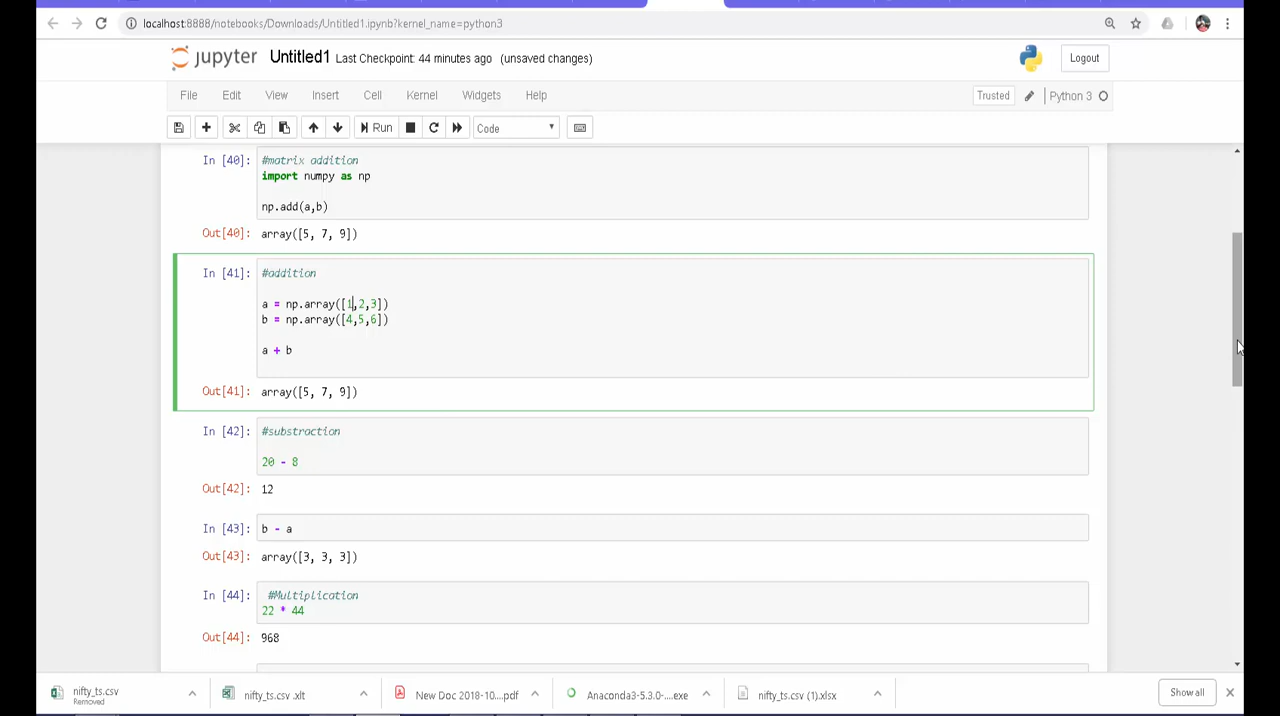 localhost:8888/notebooks/Downloads/Untitled1.ipynb?kernel_name=python3
jupyter Untitled1 Last Checkpoint: 44 minutes ago (unsaved changes) Logout
File Edit View Insert Cell Kernel Widgets Help Trusted Python 3
Run Code
In [40]: #matrix addition
import numpy as np
np.add(a,b)
Out[40]: array([5, 7, 9])
In [41]: #addition
a = np.array([1,2,3])
b = np.array([4,5,6])
a + b
Out[41]: array([5, 7, 9])
In [42]: #substraction
20 - 8
Out[42]: 12
In [43]: b - a
Out[43]: array([3, 3, 3])
In [44]: #Multiplication
22 * 44
Out[44]: 968
nifty_ts.csv
Removed
nifty_ts.csv .xlt New Doc 2018-10....pdf Anaconda3-5.3.0-....exe nifty_ts.csv (1).xlsx Show all